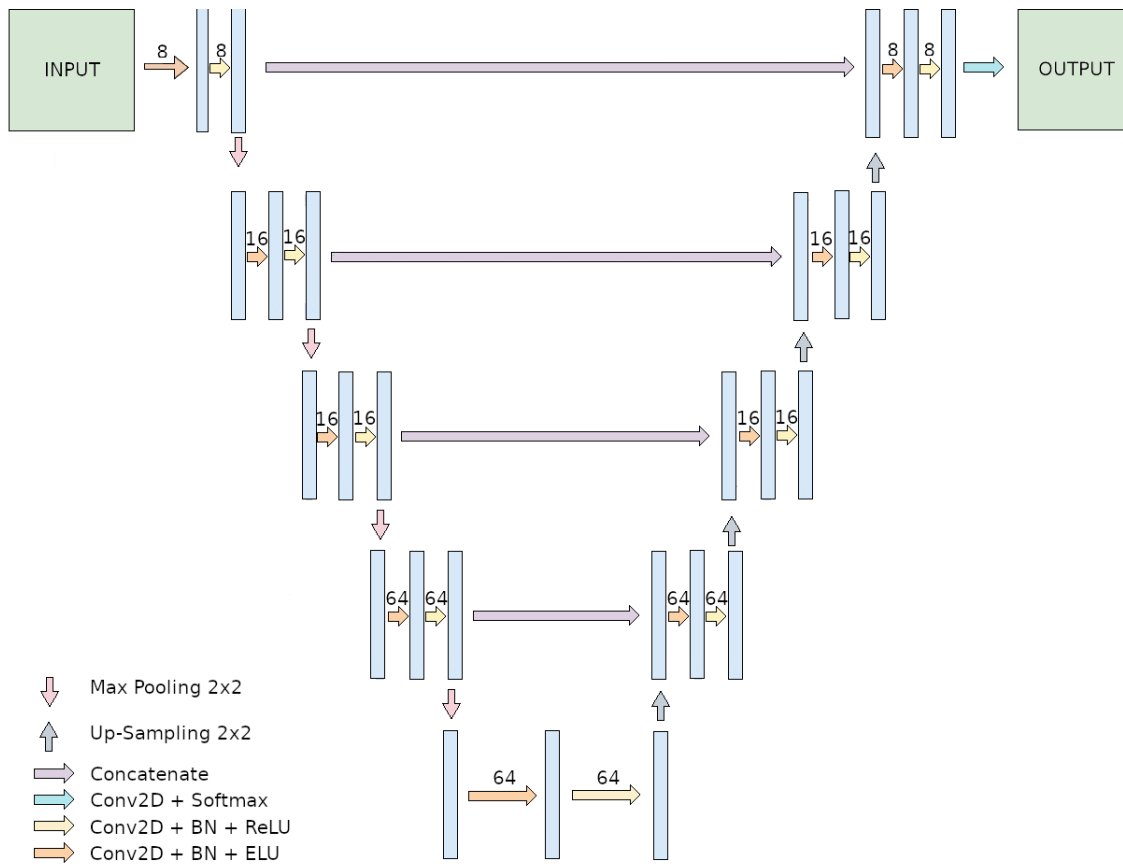 8
8
8
8
INPUT
OUTPUT
16
16
16
16
16
16
16
16
64
64
64
64
Max Pooling 2x2
Up-Sampling 2x2
Concatenate
64
64
Conv2D + Softmax
Conv2D + BN + ReLU
Conv2D + BN + ELU